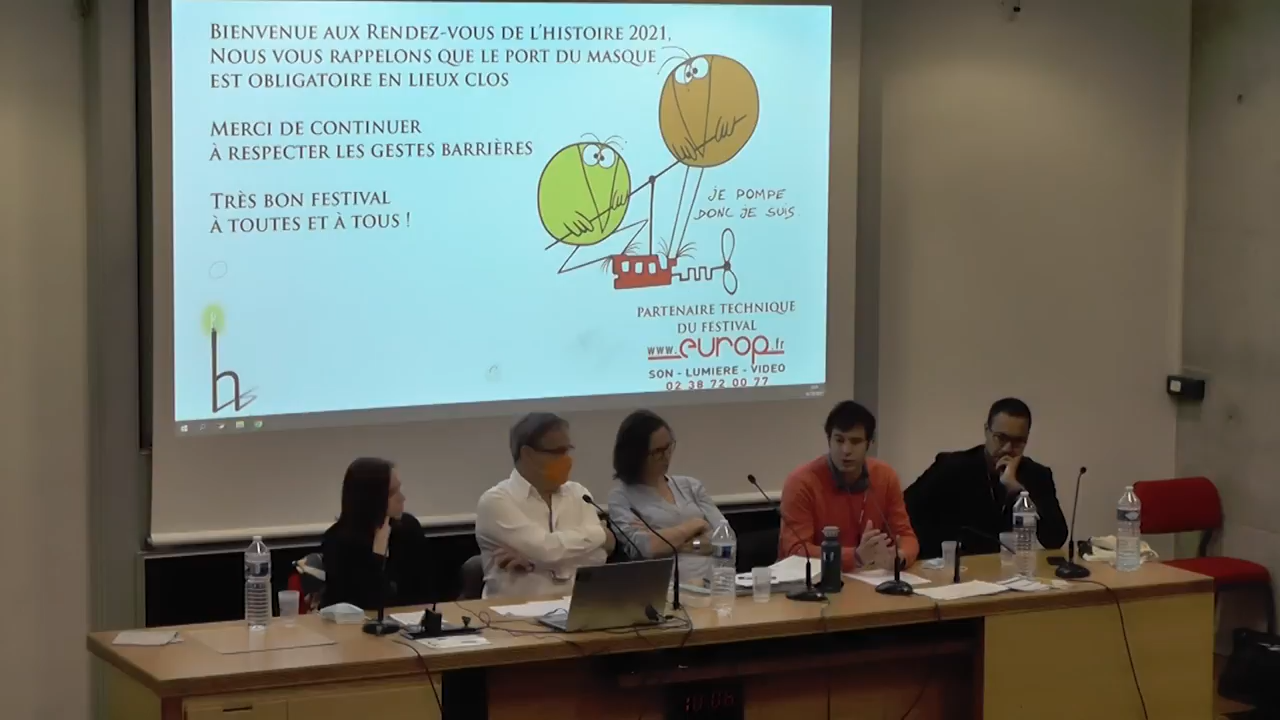 BIENVENUE AUX RENDEZ-VOUS DE L'HISTOIRE 2021,
NOUS VOUS RAPPELONS QUE LE PORT DU MASQUE
EST OBLIGATOIRE EN LIEUX CLOS
MERCI DE CONTINUER
À RESPECTER LES GESTES BARRIÈRES
TRÈS BON FESTIVAL
À TOUTES ET À TOUS !
JE POMPE
DONC JE SUIS
PARTENAIRE TECHNIQUE
DU FESTIVAL
www.europ.fr
SON - LUMIERE - VIDEO
02 38 72 00 77
h
10:06